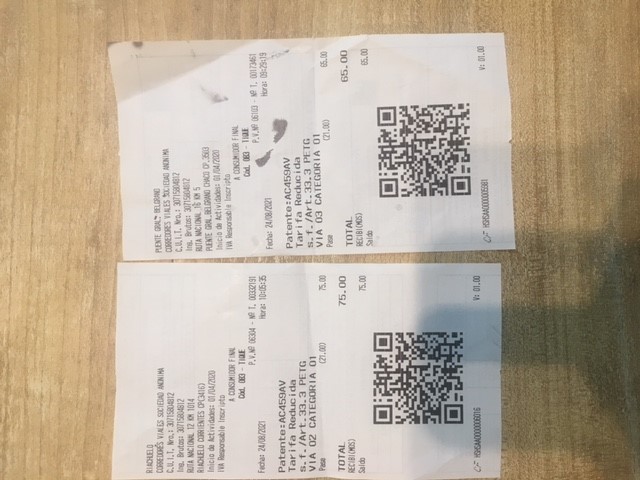 PUENTE GRAL. BELGRANO
CORREDORES VIALES SOCIEDAD ANONIMA
C.U.I.T. Nro.: 30715804812
Ing. Brutos: 30715804812
RUTA NACIONAL 16 KM 5
PUENTE GRAL.BELGRANO CHACO CP.3503
Inicio de Actividades: 01/04/2020
IVA Responsable Inscripto
A CONSUMIDOR FINAL
Cod. 083 - TIQUE
P.V.Nº 06103 - Nº T. 00173461
Fecha: 24/08/2021 Hora: 09:29:19
Patente:AC459AV
Tarifa Reducida
s.f./Art.33.3 PETG
VIA 03 CATEGORIA 01
Pase (21.00) 65.00
TOTAL 65.00
RECIBI(MOS) 65.00
Saldo
V: 01.00
RIACHUELO
CORREDORES VIALES SOCIEDAD ANONIMA
C.U.I.T. Nro.: 30715804812
Ing. Brutos: 30715804812
RUTA NACIONAL 12 KM 1014
RIACHUELO CORRIENTES CP(3416)
Inicio de Actividades: 01/04/2020
IVA Responsable Inscripto
A CONSUMIDOR FINAL
Cod. 083 - TIQUE
P.V.Nº 06304 - Nº T. 00332191
Fecha: 24/08/2021 Hora: 10:05:35
Patente:AC459AV
Tarifa Reducida
s.f./Art.33.3 PETG
VIA 02 CATEGORIA 01
Pase (21.00) 75.00
TOTAL 75.00
RECIBI(MOS) 75.00
Saldo
V: 01.00